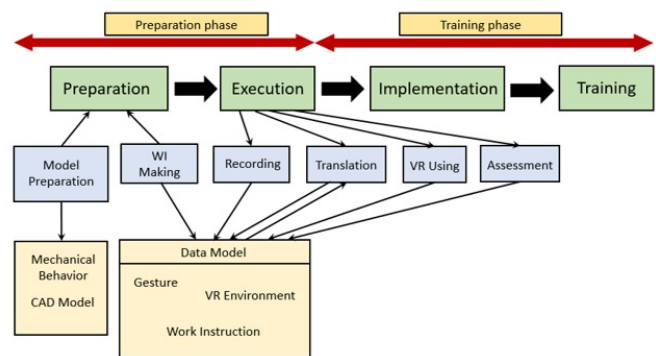 Preparation phase
Training phase
Preparation
Execution
Implementation
Training
Model
Preparation
WI
Making
Recording
Translation
VR Using
Assessment
Mechanical
Behavior
CAD Model
Data Model
Gesture
VR Environment
Work Instruction